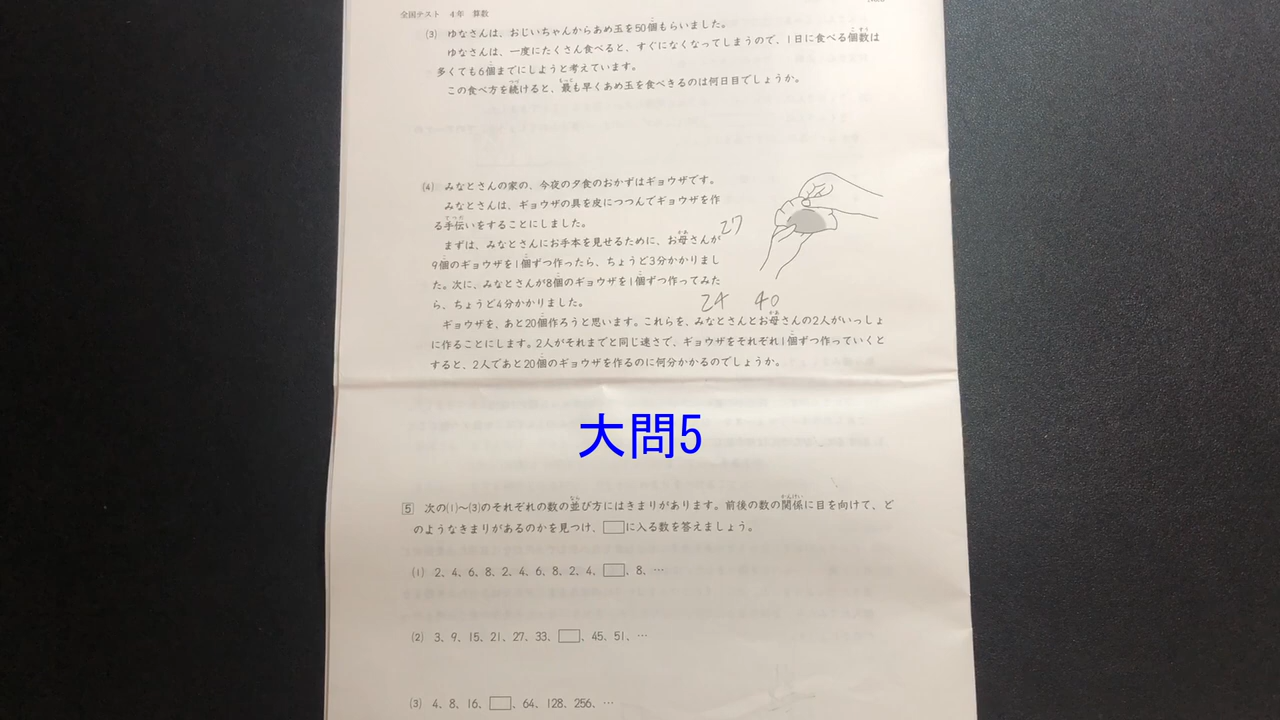 全国テスト 4年 算数
(3) ゆなさんは、おじいちゃんからあめ玉を50個もらいました。
ゆなさんは、一度にたくさん食べると、すぐになくなってしまうので、1日に食べる個数は
多くても6個までにしようと考えています。
この食べ方を続けると、最も早くあめ玉を食べきるのは何日目でしょうか。
(4) みなとさんの家の、今夜の夕食のおかずはギョウザです。
みなとさんは、ギョウザの具を皮につつんでギョウザを作
る手伝いをすることにしました。
27
まずは、みなとさんにお手本を見せるために、お母さんが
9個のギョウザを1個ずつ作ったら、ちょうど3分かかりまし
た。次に、みなとさんが8個のギョウザを1個ずつ作ってみた
ら、ちょうど4分かかりました。
24 40
ギョウザを、あと20個作ろうと思います。これらを、みなとさんとお母さんの2人がいっしょ
に作ることにします。2人がそれまでと同じ速さで、ギョウザをそれぞれ1個ずつ作っていくと
すると、2人であと20個のギョウザを作るのに何分かかるのでしょうか。
大問5
5 次の(1)~(3)のそれぞれの数の並び方にはきまりがあります。前後の数の関係に目を向けて、ど
のようなきまりがあるのかを見つけ、□に入る数を答えましょう。
(1) 2、4、6、8、2、4、6、8、2、4、□、8、…
(2) 3、9、15、21、27、33、□、45、51、…
(3) 4、8、16、□、64、128、256、…